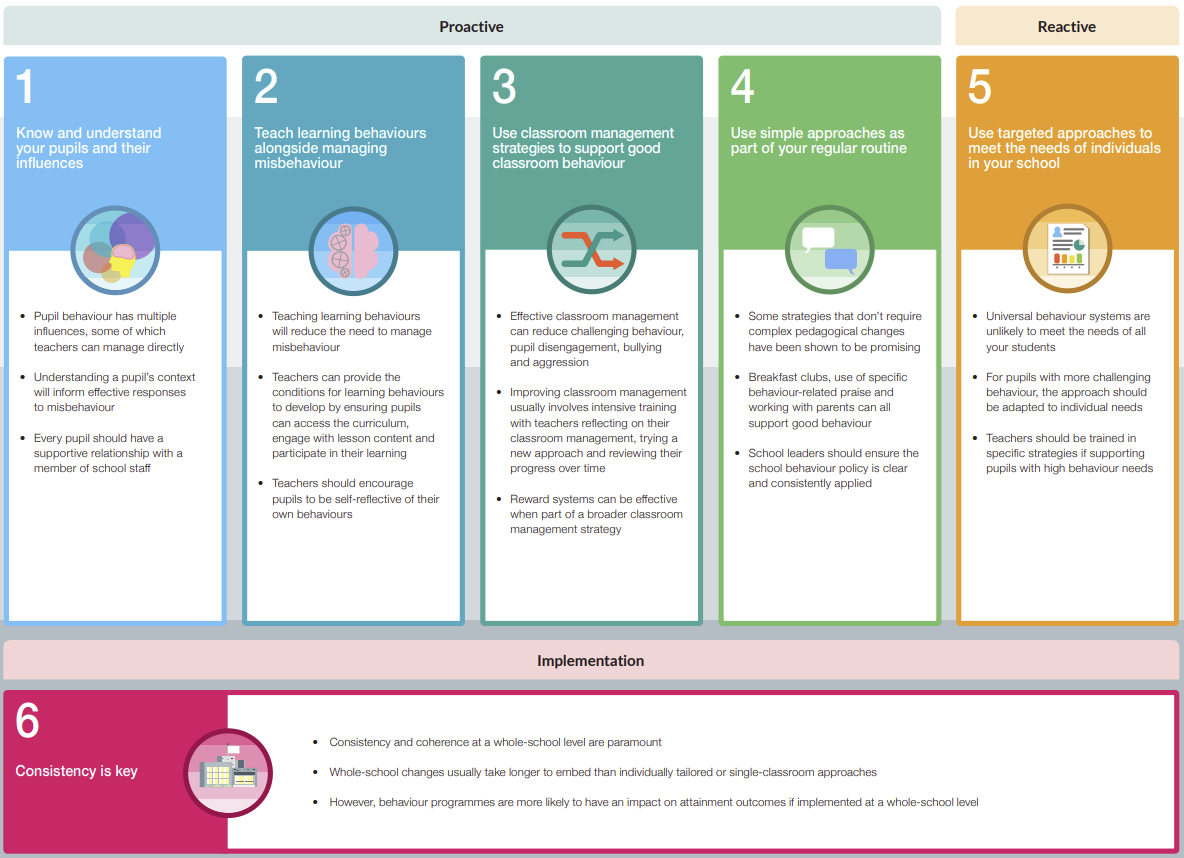 Proactive
Reactive
1
Know and understand
your pupils and their
influences
• Pupil behaviour has multiple
influences, some of which
teachers can manage directly
• Understanding a pupil's context
will inform effective responses
to misbehaviour
• Every pupil should have a
supportive relationship with a
member of school staff
2
Teach learning behaviours
alongside managing
misbehaviour
• Teaching learning behaviours
will reduce the need to manage
misbehaviour
• Teachers can provide the
conditions for learning behaviours
to develop by ensuring pupils
can access the curriculum,
engage with lesson content and
participate in their learning
• Teachers should encourage
pupils to be self-reflective of their
own behaviours
3
Use classroom management
strategies to support good
classroom behaviour
• Effective classroom management
can reduce challenging behaviour,
pupil disengagement, bullying
and aggression
• Improving classroom management
usually involves intensive training
with teachers reflecting on their
classroom management, trying a
new approach and reviewing their
progress over time
• Reward systems can be effective
when part of a broader classroom
management strategy
4
Use simple approaches as
part of your regular routine
• Some strategies that don't require
complex pedagogical changes
have been shown to be promising
• Breakfast clubs, use of specific
behaviour-related praise and
working with parents can all
support good behaviour
• School leaders should ensure the
school behaviour policy is clear
and consistently applied
5
Use targeted approaches to
meet the needs of individuals
in your school
• Universal behaviour systems are
unlikely to meet the needs of all
your students
• For pupils with more challenging
behaviour, the approach should
be adapted to individual needs
• Teachers should be trained in
specific strategies if supporting
pupils with high behaviour needs
Implementation
6
Consistency is key
• Consistency and coherence at a whole-school level are paramount
• Whole-school changes usually take longer to embed than individually tailored or single-classroom approaches
• However, behaviour programmes are more likely to have an impact on attainment outcomes if implemented at a whole-school level